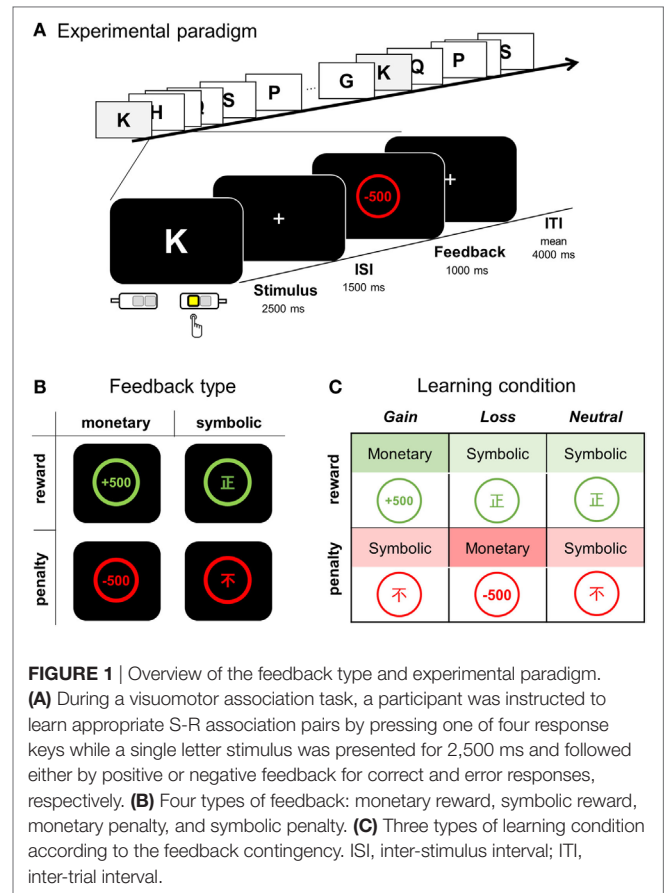 A Experimental paradigm
K H Q S P ... G K Q P S
K
+
-500
+
Stimulus
2500 ms
ISI
1500 ms
Feedback
1000 ms
ITI
mean
4000 ms
B Feedback type
monetary symbolic
reward
+500 正
penalty
-500 不
C Learning condition
Gain Loss Neutral
reward
Monetary Symbolic Symbolic
+500 正 正
penalty
Symbolic Monetary Symbolic
不 -500 不
FIGURE 1 | Overview of the feedback type and experimental paradigm.
(A) During a visuomotor association task, a participant was instructed to
learn appropriate S-R association pairs by pressing one of four response
keys while a single letter stimulus was presented for 2,500 ms and followed
either by positive or negative feedback for correct and error responses,
respectively. (B) Four types of feedback: monetary reward, symbolic reward,
monetary penalty, and symbolic penalty. (C) Three types of learning condition
according to the feedback contingency. ISI, inter-stimulus interval; ITI,
inter-trial interval.